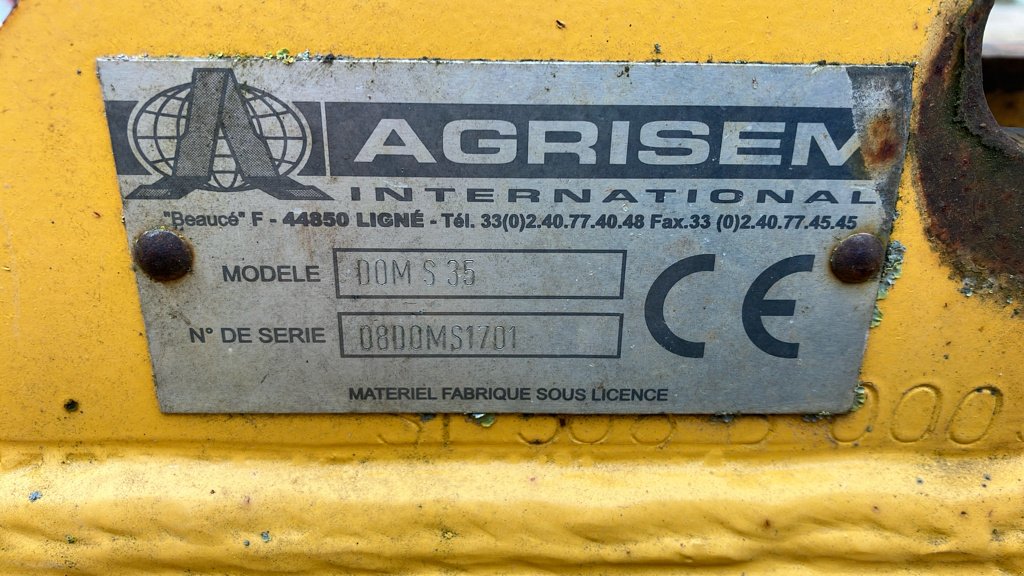 AGRISEM
INTERNATIONAL
"Beaucé" F - 44850 LIGNÉ - Tél. 33(0)2.40.77.40.48 Fax.33 (0)2.40.77.45.45
MODELE DOM S 35
N° DE SERIE 08DOMS1701
CE
MATERIEL FABRIQUE SOUS LICENCE